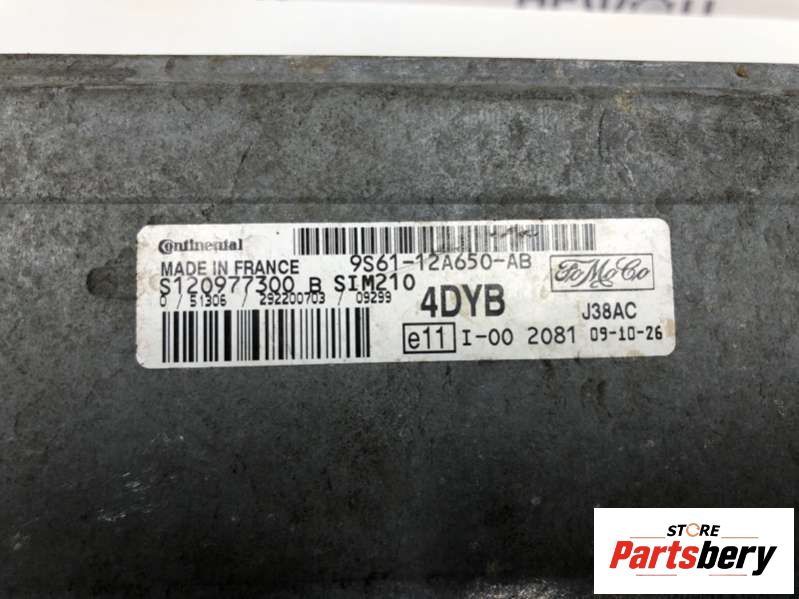 Continental
9S61-12A650-AB
MADE IN FRANCE
S120977300 B SIM210
0 / 51306 / 292200703 / 09299
4DYB
FoMoCo
J38AC
e11 I-00 2081 09-10-26
STORE
Partsbery